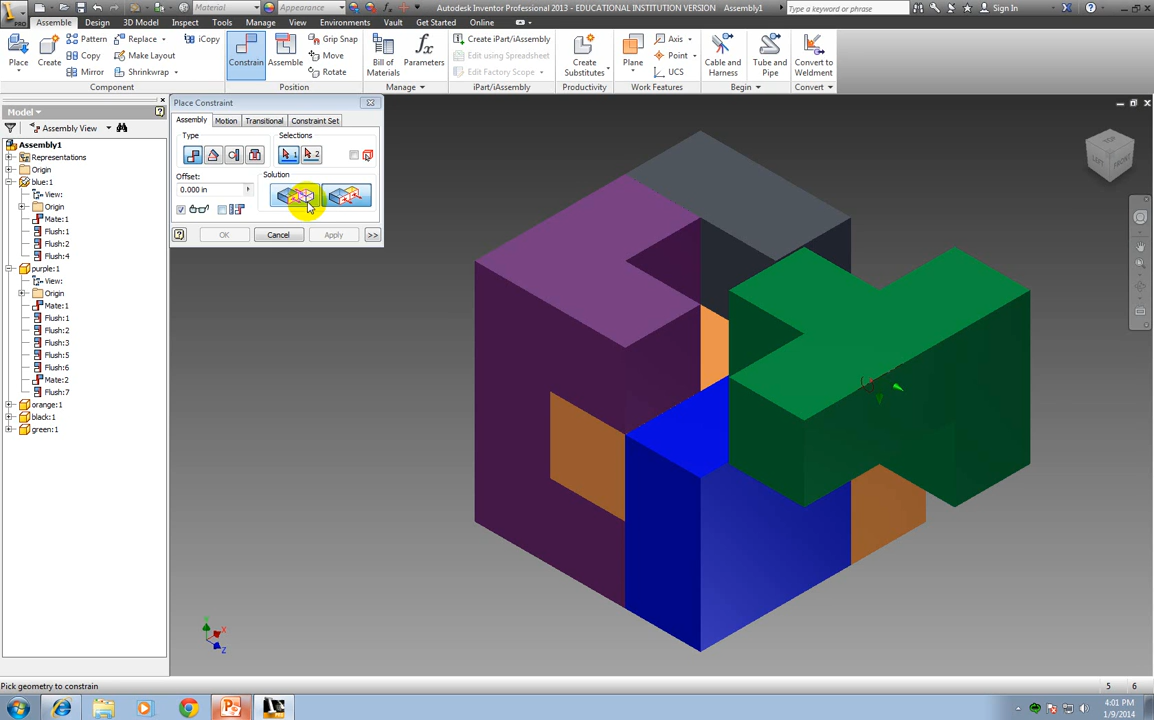 Autodesk Inventor Professional 2013 - EDUCATIONAL INSTITUTION VERSION Assembly1
Material
Appearance
Type a keyword or phrase
Sign In
PRO
Assemble Design 3D Model Inspect Tools Manage View Environments Vault Get Started Online
Place
Create
Pattern
Copy
Mirror
Replace
Make Layout
Shrinkwrap
iCopy
Component
Constrain
Assemble
Grip Snap
Move
Rotate
Position
Bill of Materials
Parameters
Manage
Create iPart/iAssembly
Edit using Spreadsheet
Edit Factory Scope
iPart/iAssembly
Create Substitutes
Productivity
Plane
Axis
Point
UCS
Work Features
Cable and Harness
Tube and Pipe
Begin
Convert to Weldment
Convert
Model
Assembly View
Assembly1
Representations
Origin
blue:1
View:
Origin
Mate:1
Flush:1
Flush:2
Flush:4
purple:1
View:
Origin
Mate:1
Flush:1
Flush:2
Flush:3
Flush:5
Flush:6
Mate:2
Flush:7
orange:1
black:1
green:1
Place Constraint
Assembly Motion Transitional Constraint Set
Type
Selections
1
2
Offset:
Solution
0.000 in
OK Cancel Apply >>
LEFT FRONT
X
Z
Pick geometry to constrain
5 6
4:01 PM
1/9/2014